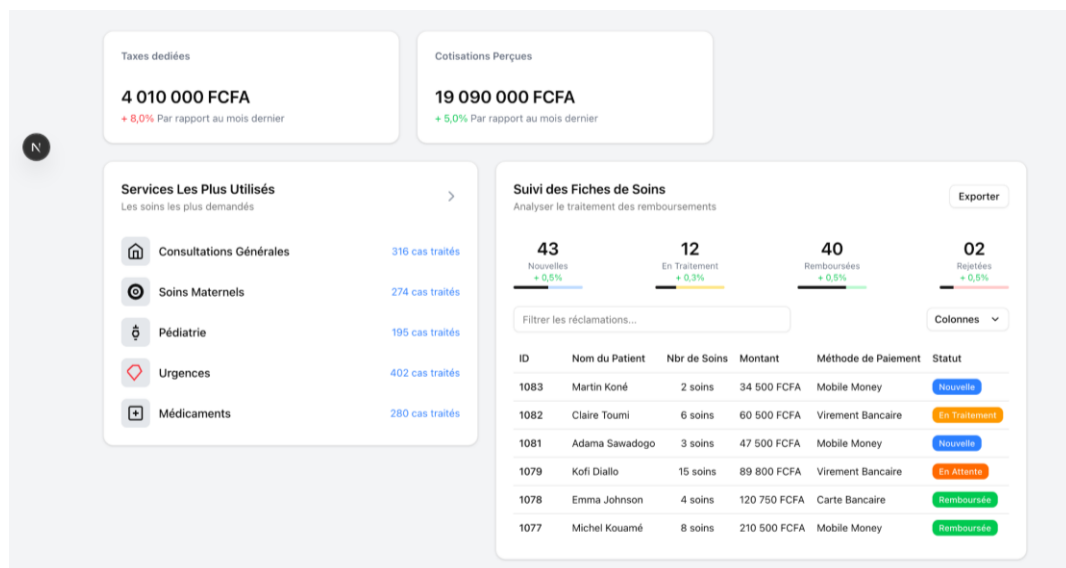 Taxes dediées
4 010 000 FCFA
+ 8,0% Par rapport au mois dernier
Cotisations Perçues
19 090 000 FCFA
+ 5,0% Par rapport au mois dernier
N
Services Les Plus Utilisés
Les soins les plus demandés
Consultations Générales 316 cas traités
Soins Maternels 274 cas traités
Pédiatrie 195 cas traités
Urgences 402 cas traités
Médicaments 280 cas traités
Suivi des Fiches de Soins
Analyser le traitement des remboursements
Exporter
43 12 40 02
Nouvelles En Traitement Remboursées Rejetées
+ 0,5% + 0,3% + 0,5% + 0,5%
Filtrer les réclamations... Colonnes
ID Nom du Patient Nbr de Soins Montant Méthode de Paiement Statut
1083 Martin Koné 2 soins 34 500 FCFA Mobile Money Nouvelle
1082 Claire Toumi 6 soins 60 500 FCFA Virement Bancaire En Traitement
1081 Adama Sawadogo 3 soins 47 500 FCFA Mobile Money Nouvelle
1079 Kofi Diallo 15 soins 89 800 FCFA Virement Bancaire En Attente
1078 Emma Johnson 4 soins 120 750 FCFA Carte Bancaire Remboursée
1077 Michel Kouamé 8 soins 210 500 FCFA Mobile Money Remboursée